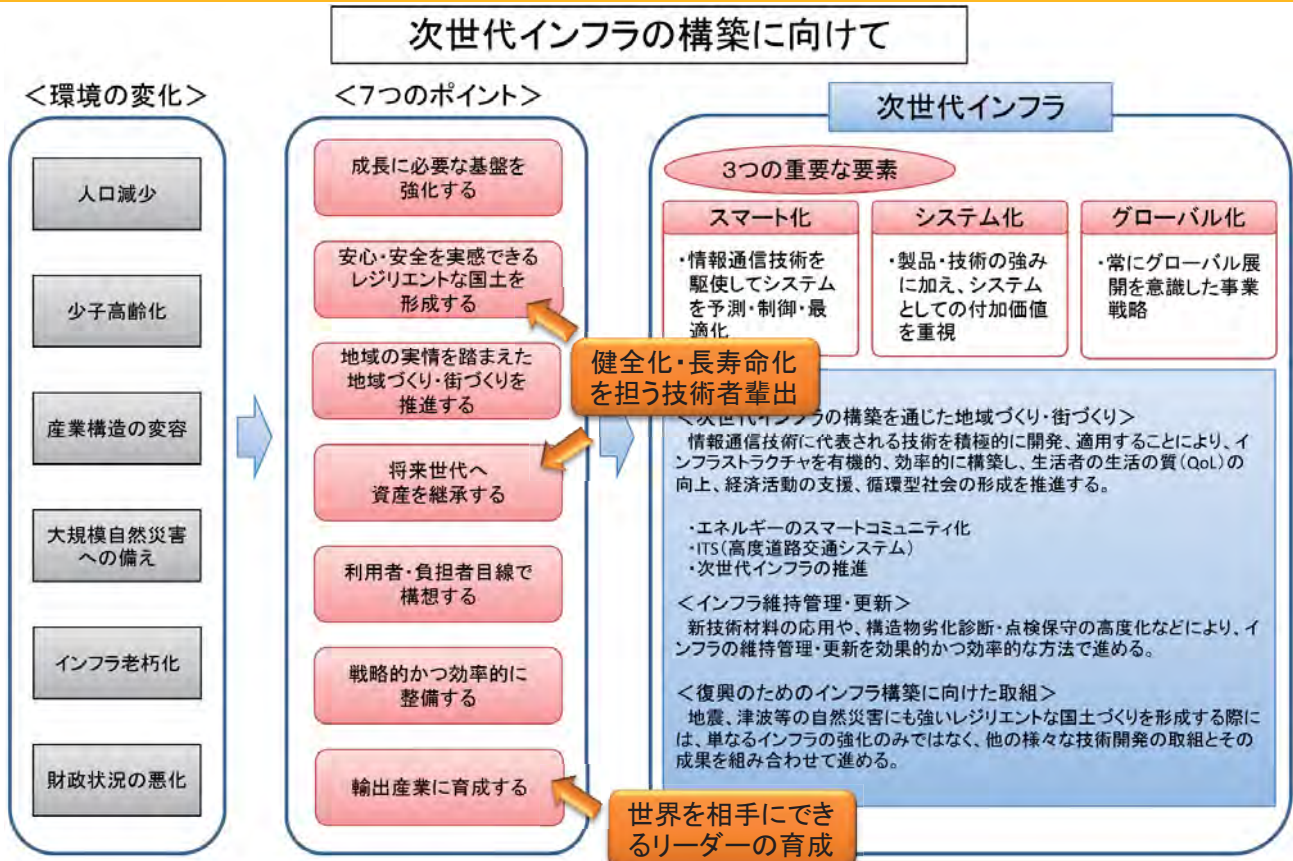 次世代インフラの構築に向けて
＜環境の変化＞
人口減少
少子高齢化
産業構造の変容
大規模自然災害
への備え
インフラ老朽化
財政状況の悪化
＜7つのポイント＞
成長に必要な基盤を
強化する
安心・安全を実感できる
レジリエントな国土を
形成する
地域の実情を踏まえた
地域づくり・街づくりを
推進する
将来世代へ
資産を継承する
利用者・負担者目線で
構想する
戦略的かつ効率的に
整備する
輸出産業に育成する
健全化・長寿命化
を担う技術者輩出
世界を相手にでき
るリーダーの育成
次世代インフラ
3つの重要な要素
スマート化
・情報通信技術を
駆使してシステム
を予測・制御・最
適化
システム化
・製品・技術の強み
に加え、システム
としての付加価値
を重視
グローバル化
・常にグローバル展
開を意識した事業
戦略
＜次世代インフラの構築を通じた地域づくり・街づくり＞
情報通信技術に代表される技術を積極的に開発、適用することにより、イ
ンフラストラクチャを有機的、効率的に構築し、生活者の生活の質(QoL)の
向上、経済活動の支援、循環型社会の形成を推進する。
・エネルギーのスマートコミュニティ化
・ITS(高度道路交通システム)
・次世代インフラの推進
＜インフラ維持管理・更新＞
新技術材料の応用や、構造物劣化診断・点検保守の高度化などにより、イ
ンフラの維持管理・更新を効果的かつ効率的な方法で進める。
＜復興のためのインフラ構築に向けた取組＞
地震、津波等の自然災害にも強いレジリエントな国土づくりを形成する際に
は、単なるインフラの強化のみではなく、他の様々な技術開発の取組とその
成果を組み合わせて進める。